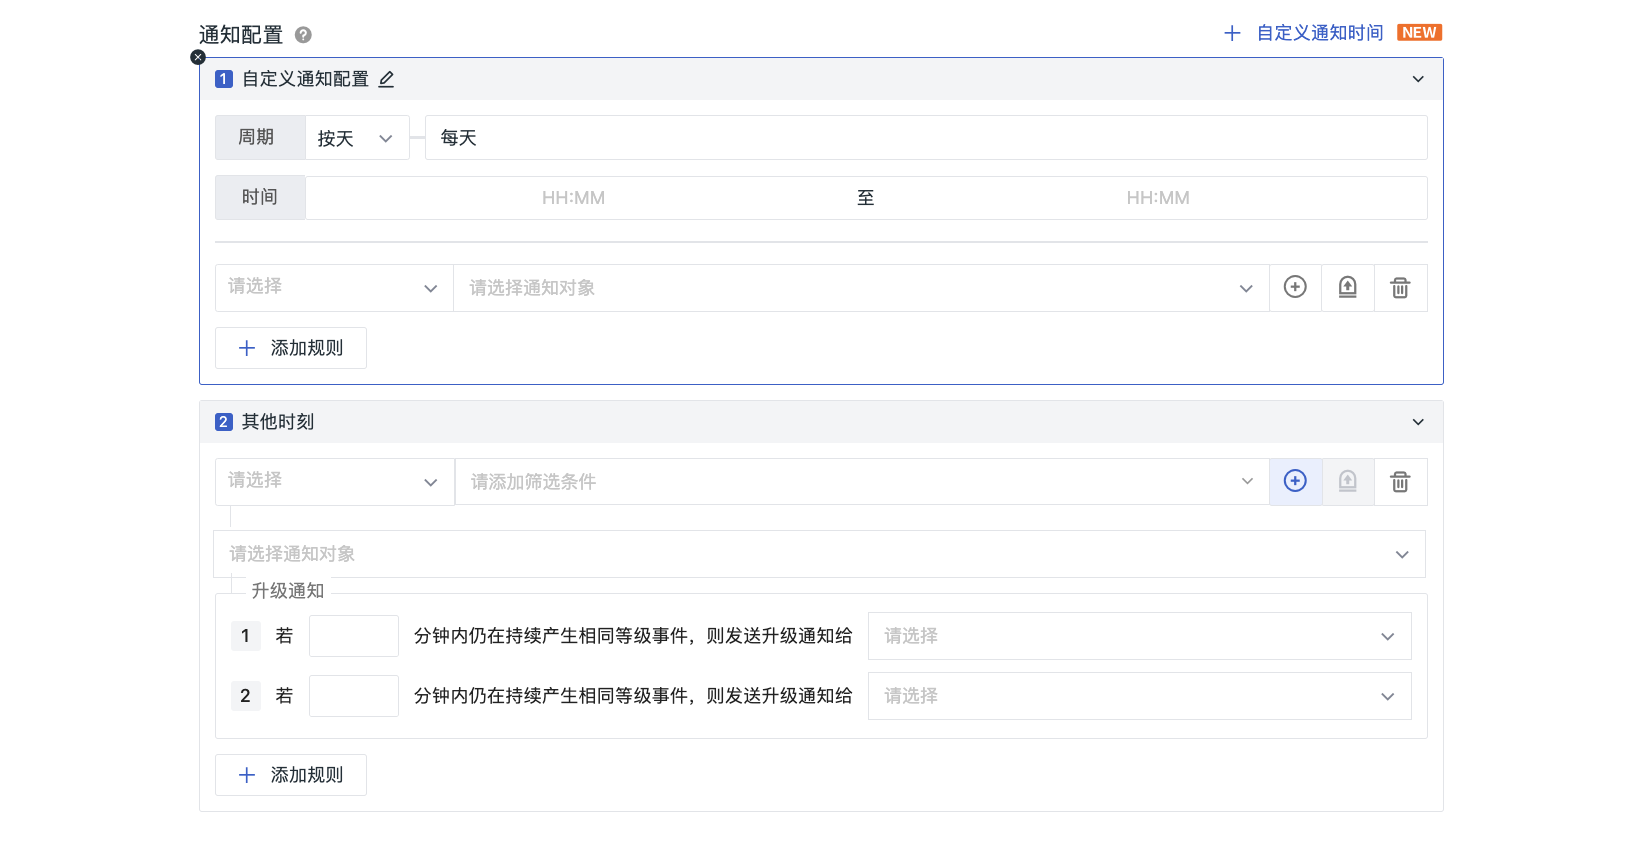 通知配置 ?
+ 自定义通知时间 NEW
1 自定义通知配置
周期 按天 每天
时间 HH:MM 至 HH:MM
请选择 请选择通知对象
+ 添加规则
2 其他时刻
请选择 请添加筛选条件
请选择通知对象
升级通知
1 若 分钟内仍在持续产生相同等级事件，则发送升级通知给 请选择
2 若 分钟内仍在持续产生相同等级事件，则发送升级通知给 请选择
+ 添加规则